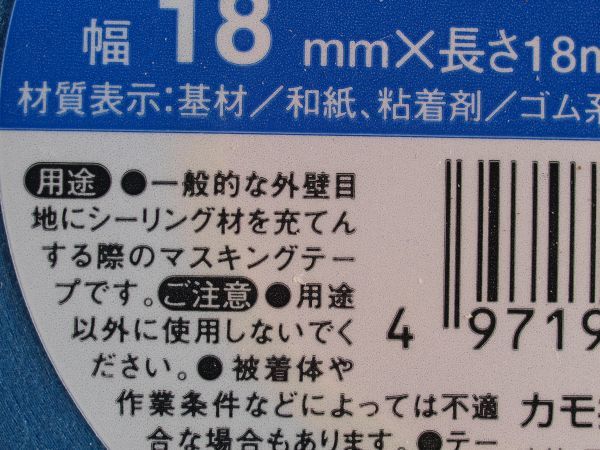 幅 18 mm×長さ18m
材質表示：基材／和紙、粘着剤／ゴム系
用途 ●一般的な外壁目
地にシーリング材を充てん
する際のマスキングテー
プです。ご注意 ●用途
以外に使用しないでく
ださい。●被着体や
作業条件などによっては不適
合な場合もあります。●テー
4 9719
カモ